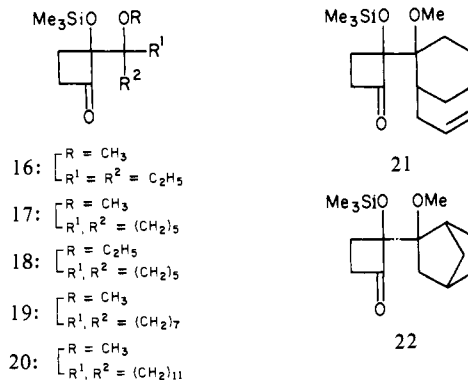 Me₃SiO OR
R¹
R²
O
16: R = CH₃
R¹ = R² = C₂H₅
17: R = CH₃
R¹, R² = (CH₂)₅
18: R = C₂H₅
R¹, R² = (CH₂)₅
19: R = CH₃
R¹, R² = (CH₂)₇
20: R = CH₃
R¹, R² = (CH₂)₁₁
Me₃SiO OMe
O
21
Me₃SiO OMe
O
22